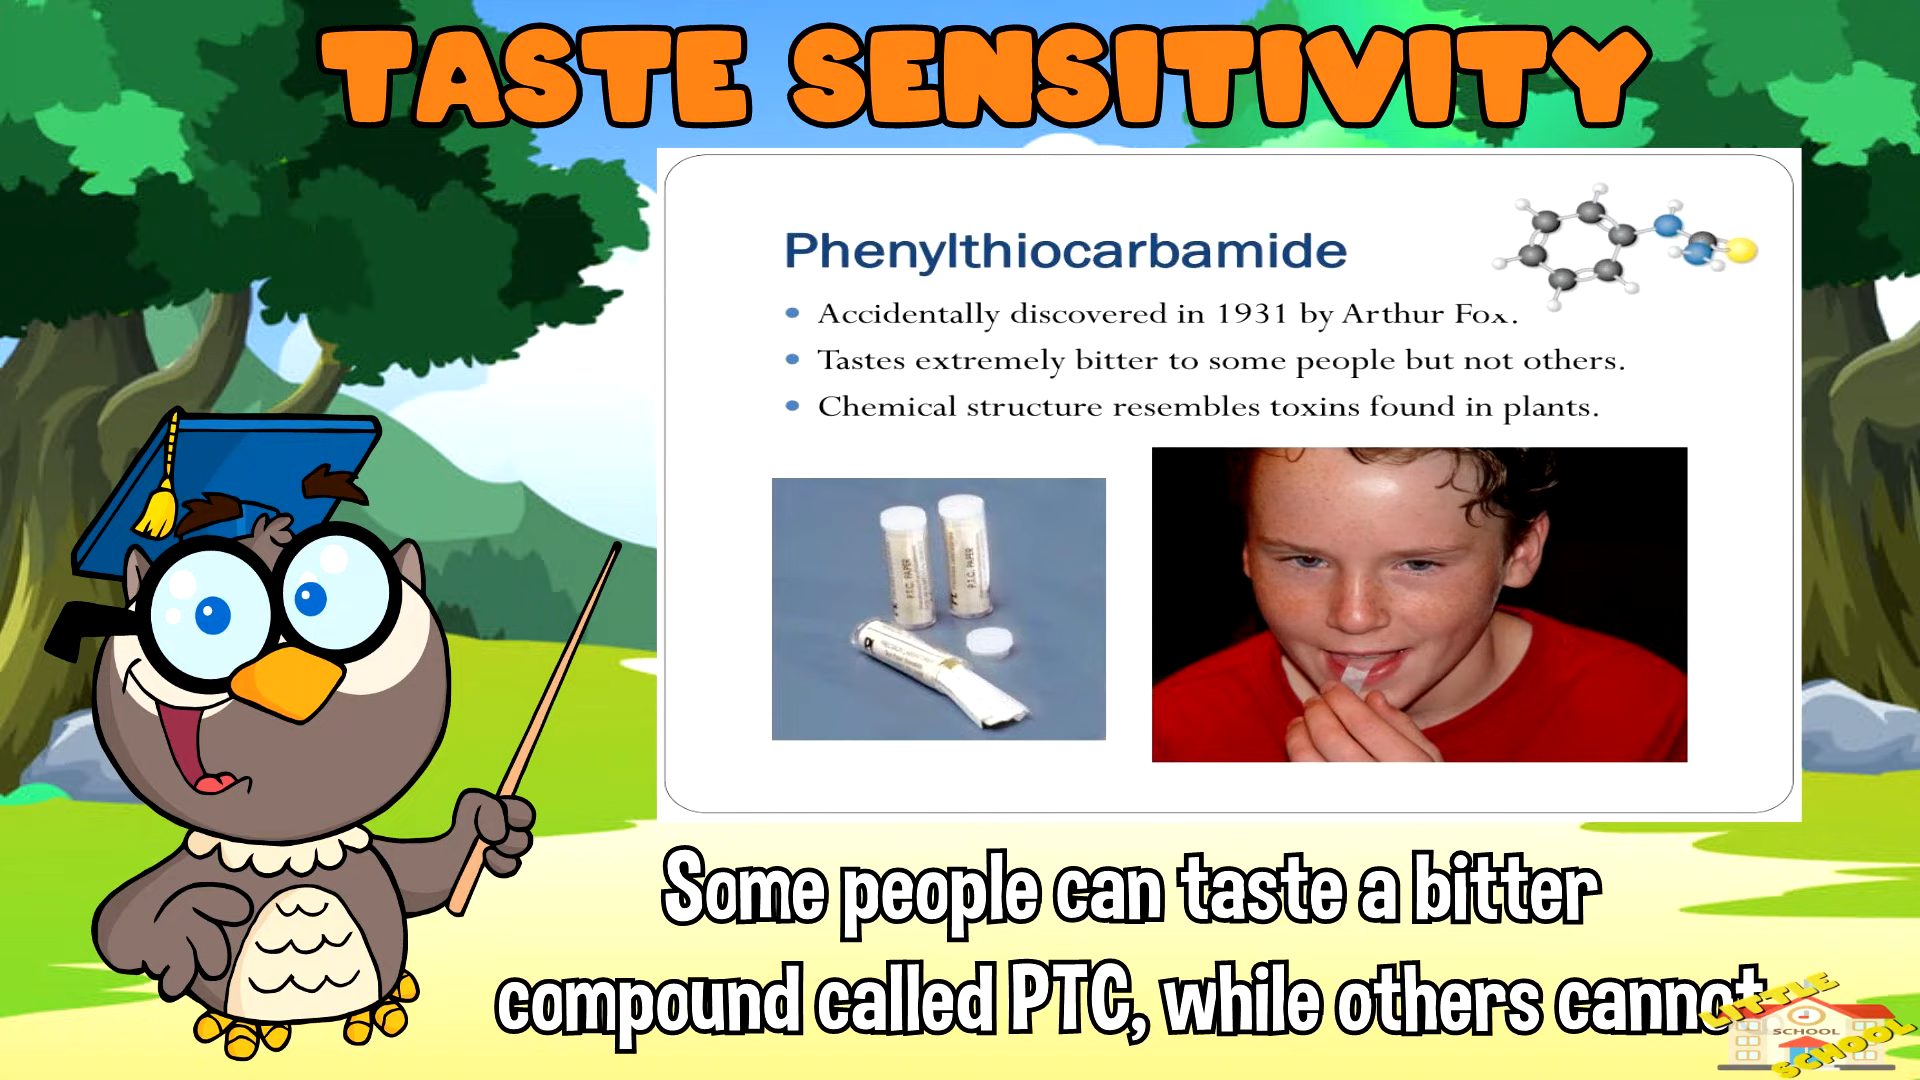 TASTE SENSITIVITY
Phenylthiocarbamide
• Accidentally discovered in 1931 by Arthur Fox.
• Tastes extremely bitter to some people but not others.
• Chemical structure resembles toxins found in plants.
P.T.C. PAPER
P.T.C. PAPER
Some people can taste a bitter
compound called PTC, while others cannot
LITTLE
SCHOOL
SCHOOL